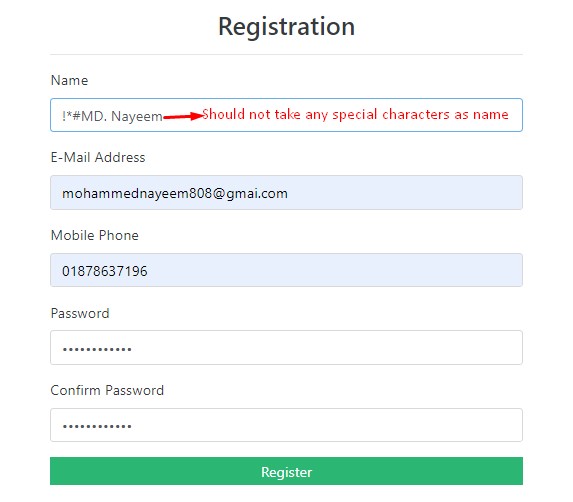 Registration
Name
!*#MD. Nayeem Should not take any special characters as name
E-Mail Address
mohammednayeem808@gmai.com
Mobile Phone
01878637196
Password
••••••••••••
Confirm Password
••••••••••••
Register